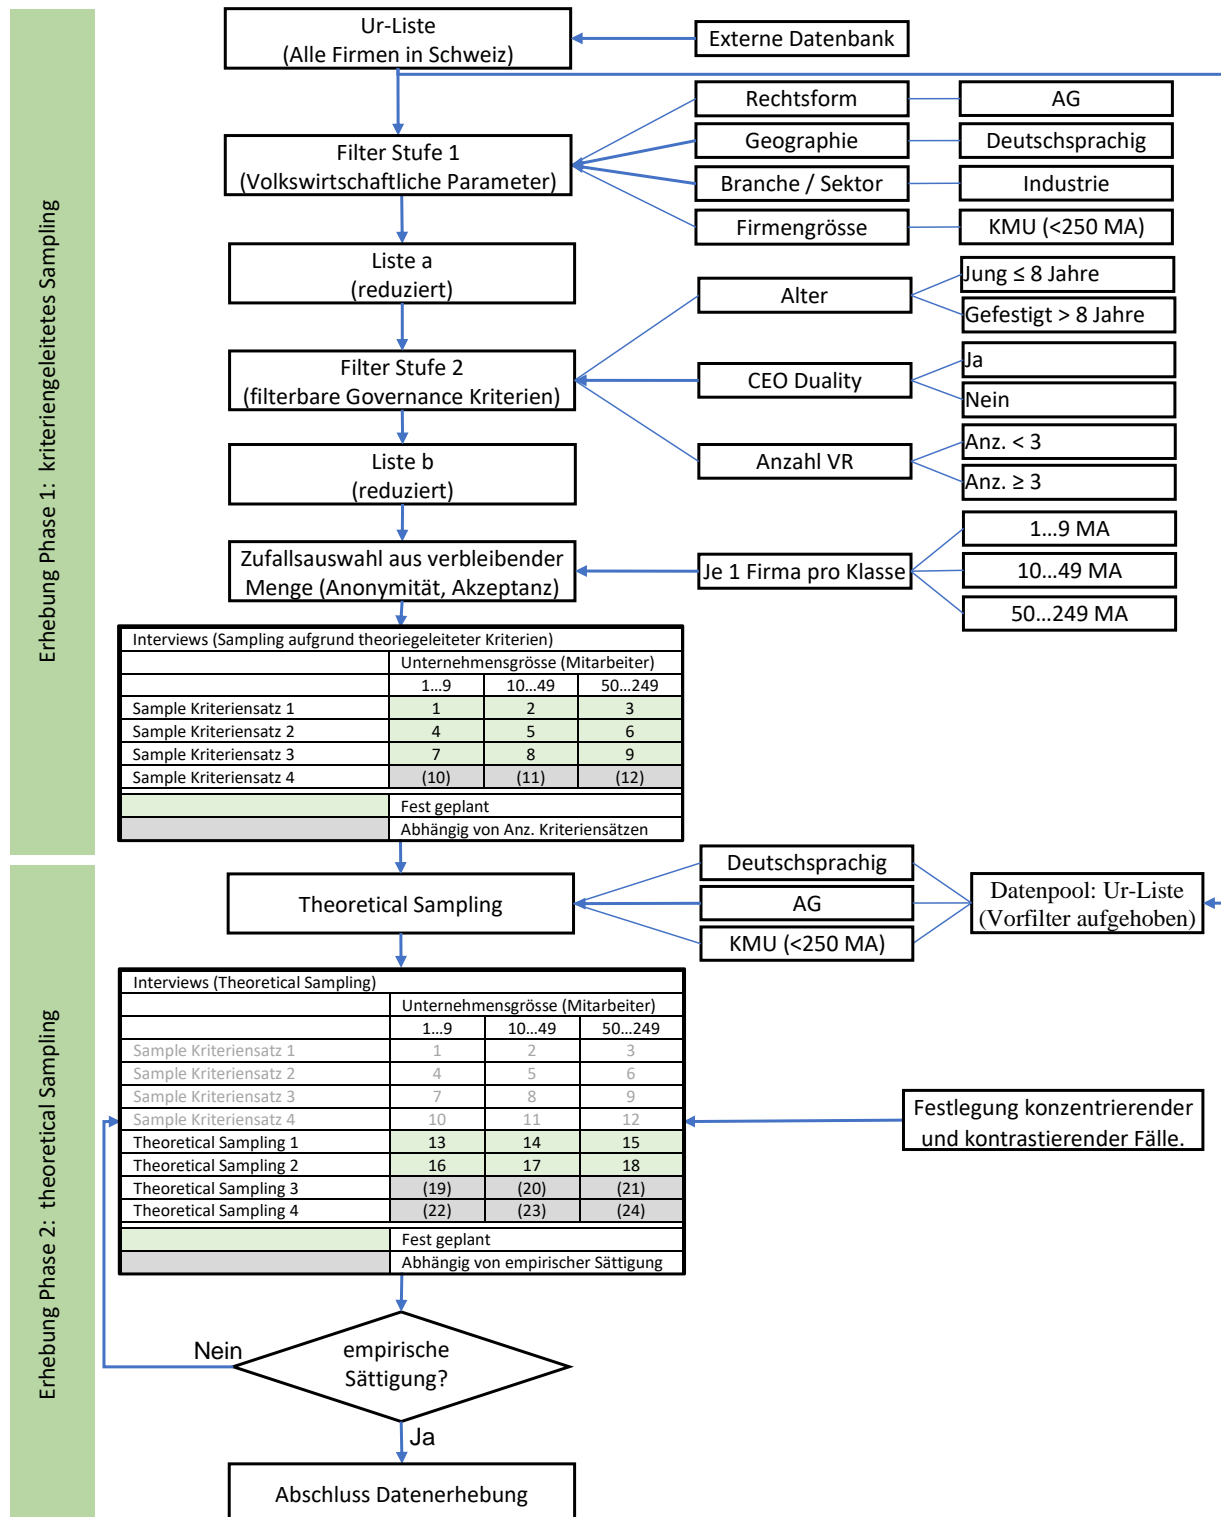 Erhebung Phase 1:  kriteriengeleitetes Sampling
Ur-Liste
(Alle Firmen in Schweiz)
Externe Datenbank
Filter Stufe 1
(Volkswirtschaftliche Parameter)
Rechtsform
AG
Geographie
Deutschsprachig
Branche / Sektor
Industrie
Firmengrösse
KMU (<250 MA)
Liste a
(reduziert)
Filter Stufe 2
(filterbare Governance Kriterien)
Alter
Jung ≤ 8 Jahre
Gefestigt > 8 Jahre
CEO Duality
Ja
Nein
Anzahl VR
Anz. < 3
Anz. ≥ 3
Liste b
(reduziert)
Zufallsauswahl aus verbleibender
Menge (Anonymität, Akzeptanz)
Je 1 Firma pro Klasse
1...9 MA
10...49 MA
50...249 MA
Interviews (Sampling aufgrund theoriegeleiteter Kriterien)
Unternehmensgrösse (Mitarbeiter)
1...9 10...49 50...249
Sample Kriteriensatz 1 1 2 3
Sample Kriteriensatz 2 4 5 6
Sample Kriteriensatz 3 7 8 9
Sample Kriteriensatz 4 (10) (11) (12)
Fest geplant
Abhängig von Anz. Kriteriensätzen
Erhebung Phase 2:  theoretical Sampling
Theoretical Sampling
Deutschsprachig
AG
KMU (<250 MA)
Datenpool: Ur-Liste
(Vorfilter aufgehoben)
Interviews (Theoretical Sampling)
Unternehmensgrösse (Mitarbeiter)
1...9 10...49 50...249
Sample Kriteriensatz 1 1 2 3
Sample Kriteriensatz 2 4 5 6
Sample Kriteriensatz 3 7 8 9
Sample Kriteriensatz 4 10 11 12
Theoretical Sampling 1 13 14 15
Theoretical Sampling 2 16 17 18
Theoretical Sampling 3 (19) (20) (21)
Theoretical Sampling 4 (22) (23) (24)
Fest geplant
Abhängig von empirischer Sättigung
Festlegung konzentrierender
und kontrastierender Fälle.
Nein
empirische
Sättigung?
Ja
Abschluss Datenerhebung